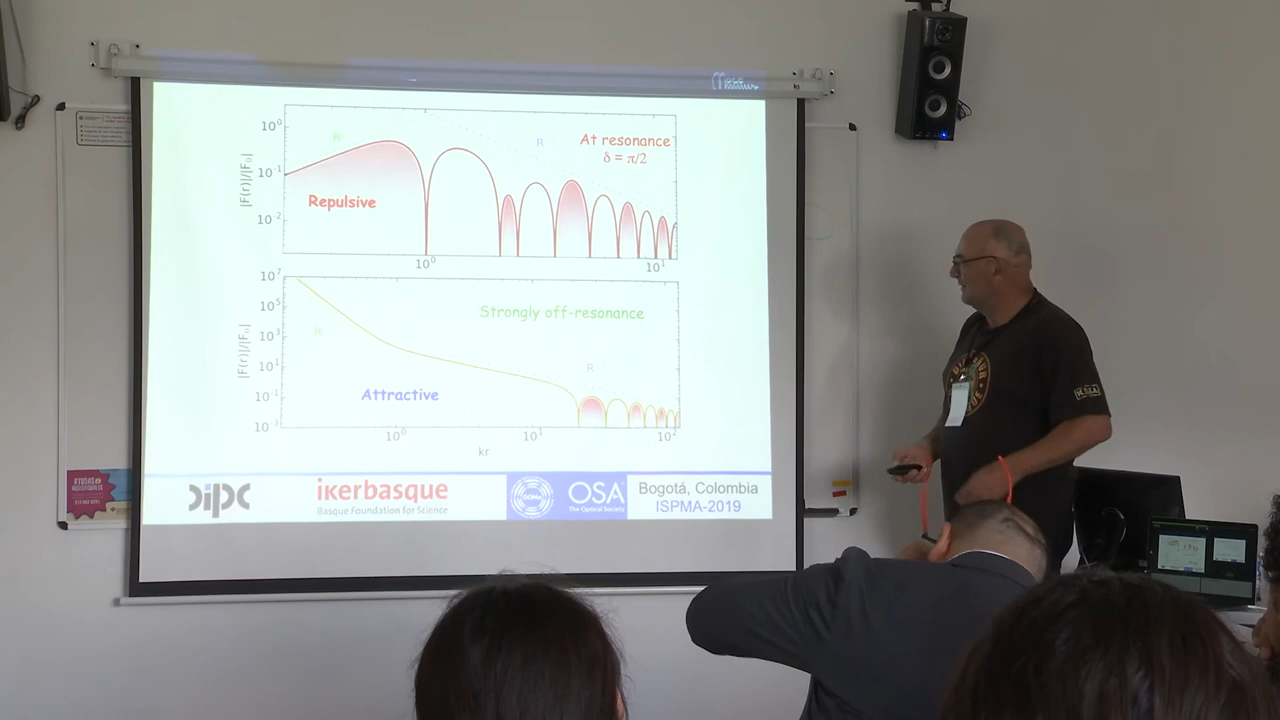 At resonance
δ = π/2
R
R
Repulsive
|F(r)|/|F₀|
10⁰
10⁻¹
10⁻²
10⁰
10¹
Strongly off-resonance
R
R
Attractive
|F(r)|/|F₀|
10⁷
10⁵
10³
10¹
10⁰
10¹
10²
kr
dipc
ikerbasque
Basque Foundation for Science
OSA
The Optical Society
Bogotá, Colombia
ISPMA-2019
AYUDAS